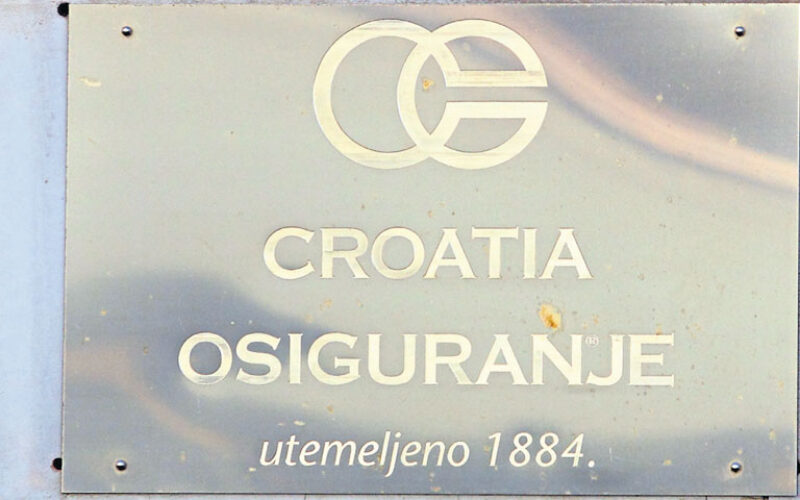 CROATIA
OSIGURANJE®
utemeljeno 1884.